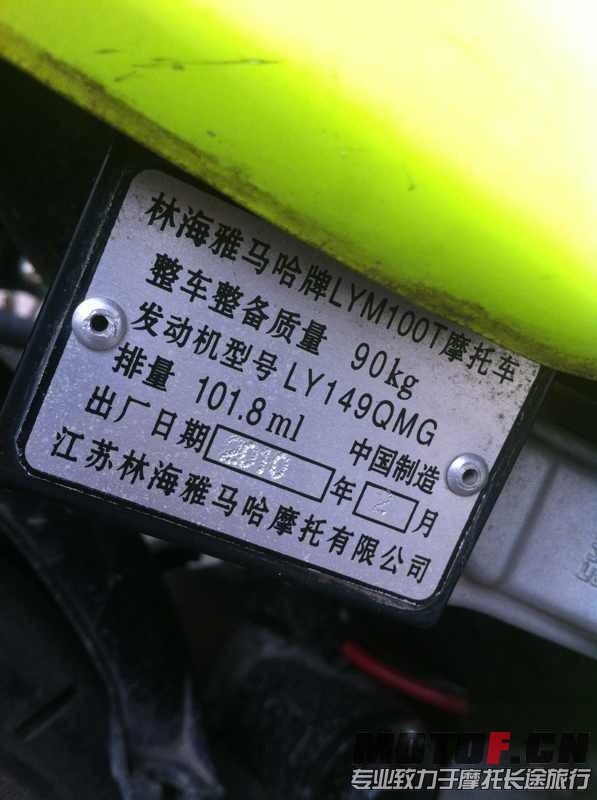 林海雅马哈牌LYM100T摩托车
整车整备质量 90kg
发动机型号LY149QMG
排量 101.8ml 中国制造
出厂日期 2010 年 2 月
江苏林海雅马哈摩托有限公司
MOTOF.CN
专业致力于摩托长途旅行